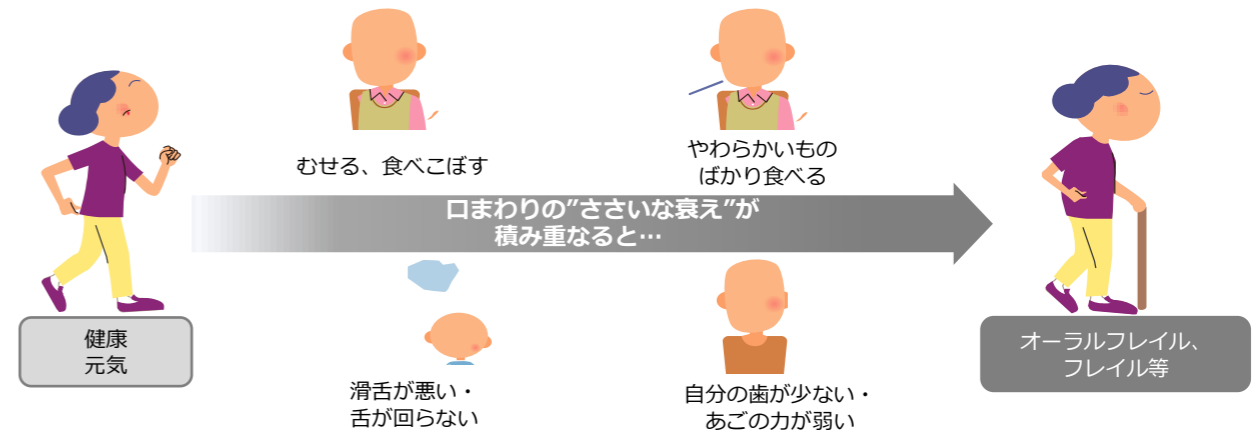 むせる、食べこぼす
やわらかいもの
ばかり食べる
口まわりの”ささいな衰え”が
積み重なると…
健康
元気
オーラルフレイル、
フレイル等
滑舌が悪い・
舌が回らない
自分の歯が少ない・
あごの力が弱い